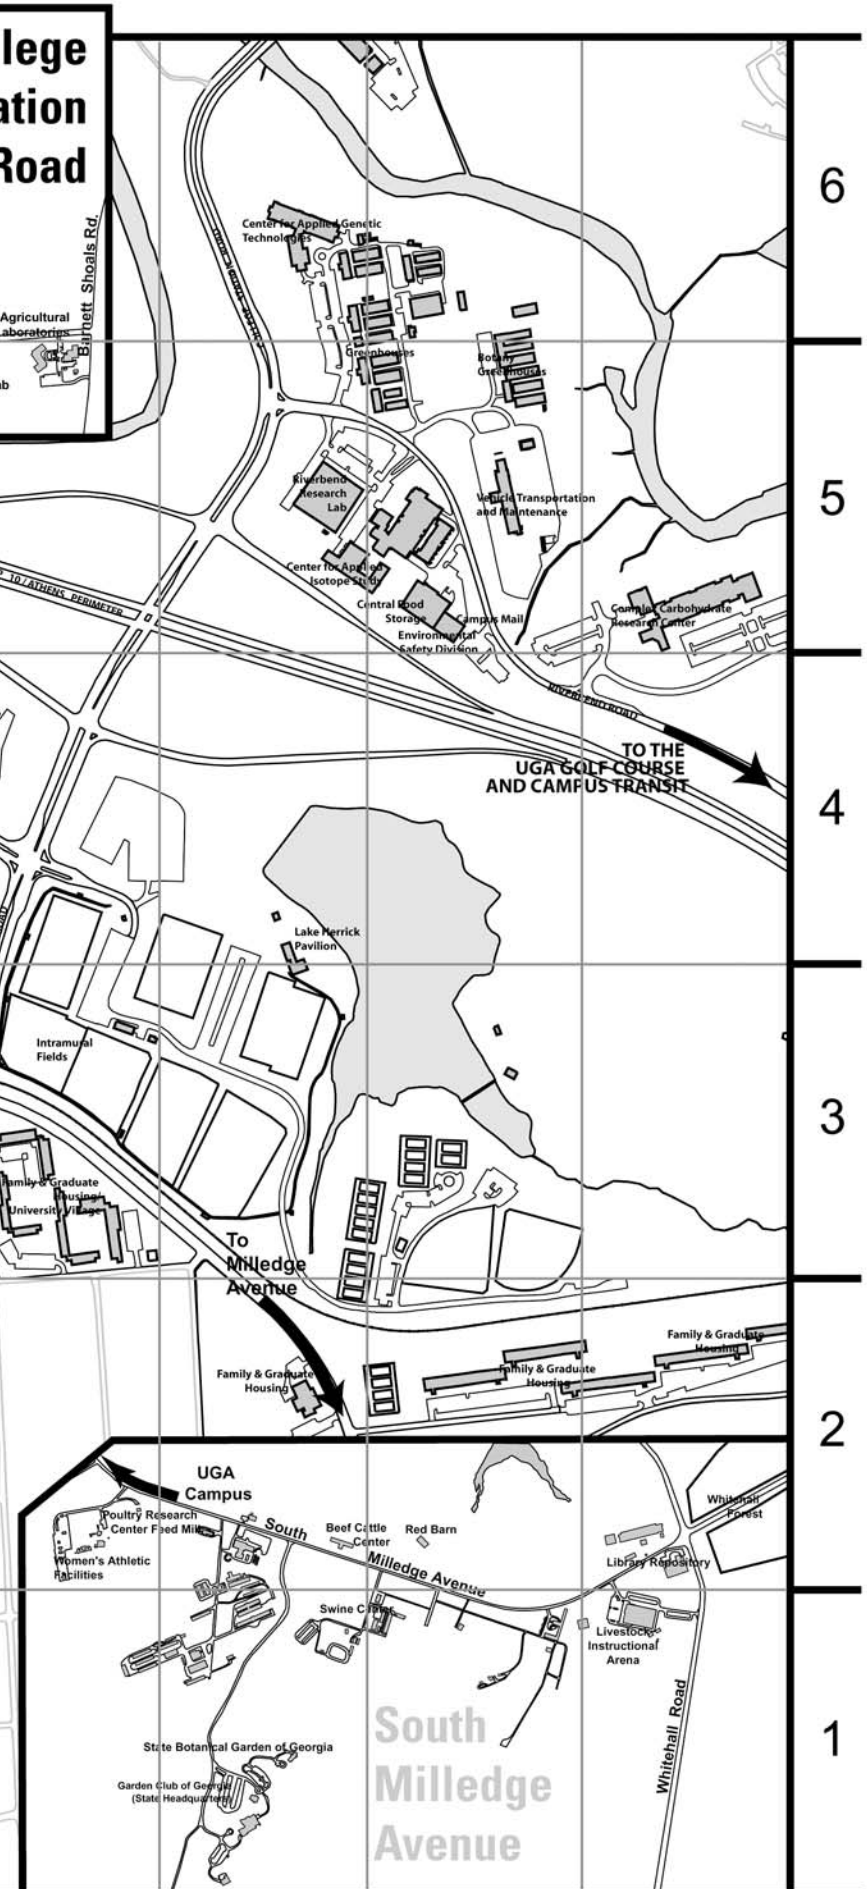 lege
ation
Road
Barnett Shoals Rd.
Agricultural
Laboratories
ab
6
Center for Applied Genetic
Technologies
Greenhouses
Botany
Greenhouses
5
Riverbend
Research
Lab
Vehicle Transportation
and Maintenance
10 / ATHENS PERIMETER
Center for Applied
Isotope Study
Central Food
Storage
Campus Mail
Environmental
Safety Division
Complex Carbohydrate
Research Center
RIVERBEND ROAD
TO THE
UGA GOLF COURSE
AND CAMPUS TRANSIT
4
Lake Herrick
Pavilion
Intramural
Fields
3
Family & Graduate
Housing/
University Village
To
Milledge
Avenue
Family & Graduate
Housing
Family & Graduate
Housing
Family & Graduate
Housing
2
UGA
Campus
Poultry Research
Center Feed Mill
Women's Athletic
Facilities
South
Milledge Avenue
Beef Cattle
Center
Red Barn
Whitehall
Forest
Library Repository
Swine Center
Livestock
Instructional
Arena
Whitehall Road
1
South
Milledge
Avenue
State Botanical Garden of Georgia
Garden Club of Georgia
(State Headquarters)